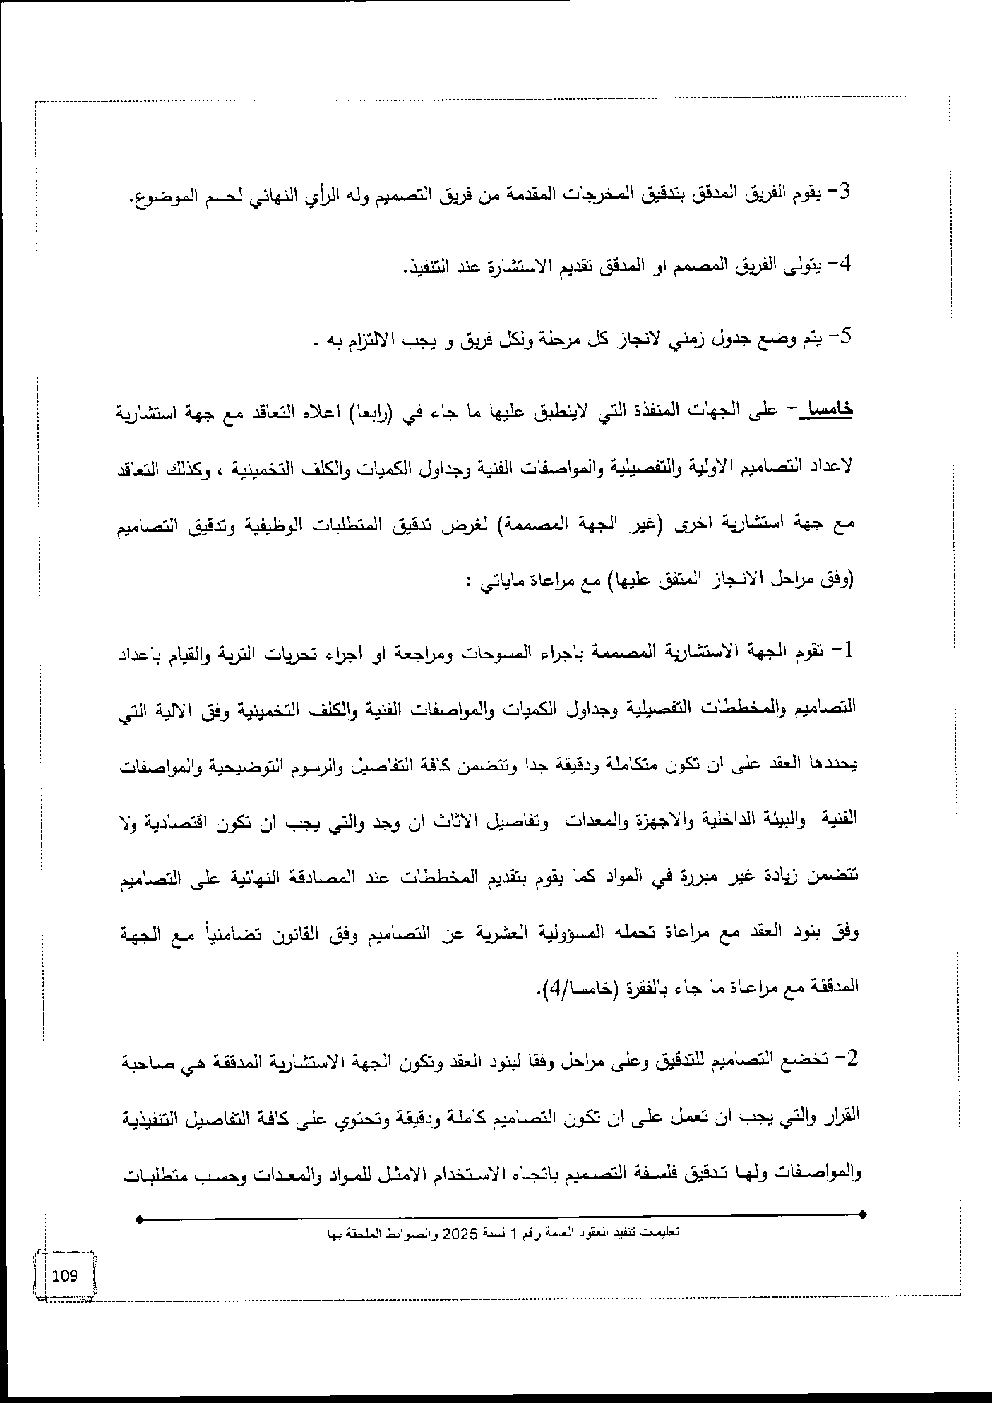 3- يقوم الفريق المدقق بتدقيق المخرجات المقدمة من فريق التصميم وله الرأي النهائي لحسم الموضوع.
4- يتولى الفريق المصمم او المدقق تقديم الاستشارة عند التنفيذ.
5- يتم وضع جدول زمني لانجاز كل مرحلة ولكل فريق و يجب الالتزام به .
خامسا - على الجهات المنفذة التي لاينطبق عليها ما جاء في (رابعا) اعلاه التعاقد مع جهة استشارية
لاعداد التصاميم الاولية والتفصيلية والمواصفات الفنية وجداول الكميات والكلف التخمينية ، وكذلك التعاقد
مع جهة استشارية اخرى (غير الجهة المصممة) لغرض تدقيق المتطلبات الوظيفية وتدقيق التصاميم
(وفق مراحل الانجاز المتفق عليها) مع مراعاة ماياتي :
1- تقوم الجهة الاستشارية المصممة بأجراء المسوحات ومراجعة او اجراء تحريات التربة والقيام بأعداد
التصاميم والمخططات التفصيلية وجداول الكميات والمواصفات الفنية والكلف التخمينية وفق الالية التي
يحددها العقد على ان تكون متكاملة ودقيقة جدا وتتضمن كافة التفاصيل والرسوم التوضيحية والمواصفات
الفنية والبيئة الداخلية والاجهزة والمعدات وتفاصيل الاثاث ان وجد والتي يجب ان تكون اقتصادية ولا
تتضمن زيادة غير مبررة في المواد كما يقوم بتقديم المخططات عند المصادقة النهائية على التصاميم
وفق بنود العقد مع مراعاة تحمله المسؤولية العشرية عن التصاميم وفق القانون تضامنياً مع الجهة
المدققة مع مراعاة ما جاء بالفقرة (خامسا/4).
2- تخضع التصاميم للتدقيق وعلى مراحل وفقا لبنود العقد وتكون الجهة الاستشارية المدققة هي صاحبة
القرار والتي يجب ان تعمل على ان تكون التصاميم كاملة ودقيقة وتحتوي على كافة التفاصيل التنفيذية
والمواصفات ولها تدقيق فلسفة التصميم باتجاه الاستخدام الامثل للمواد والمعدات وحسب متطلبات
تعليمات تنفيذ العقود العامة رقم 1 لسنة 2025 والضوابط الملحقة بها
109